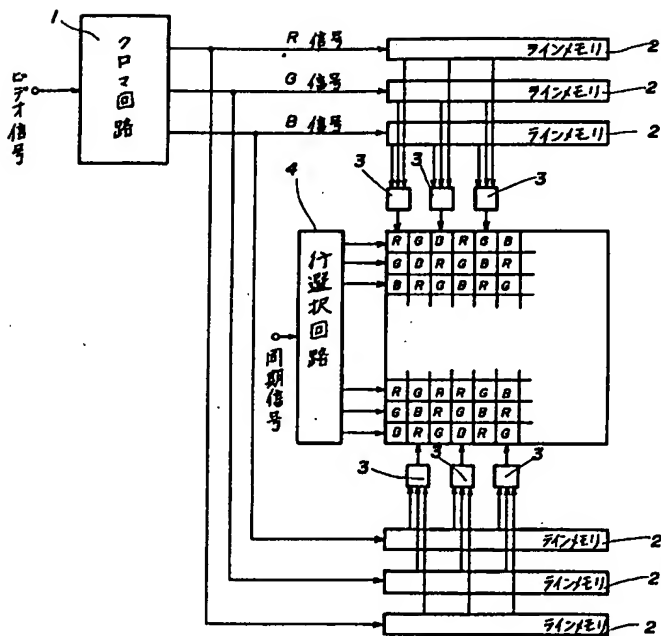 1
クロマ回路
ビデオ信号
R 信号
G 信号
B 信号
ラインメモリ 2
ラインメモリ 2
ラインメモリ 2
3 3 3
4
行選択回路
同期信号
R G D R G B
G D R G B R
B R G B R G
R G A R G B
G B R G B R
D R G D R G
3 3 3
ラインメモリ 2
ラインメモリ 2
ラインメモリ 2